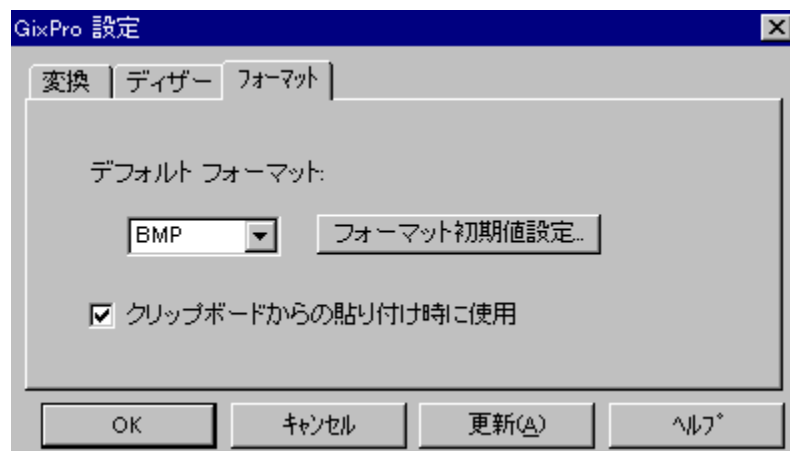 GixPro 設定
変換 ディザー ﾌｫｰﾏｯﾄ
デフォルト フォーマット:
BMP フォーマット初期値設定...
クリップボードからの貼り付け時に使用
OK ｷｬﾝｾﾙ 更新(A) ﾍﾙﾌﾟ